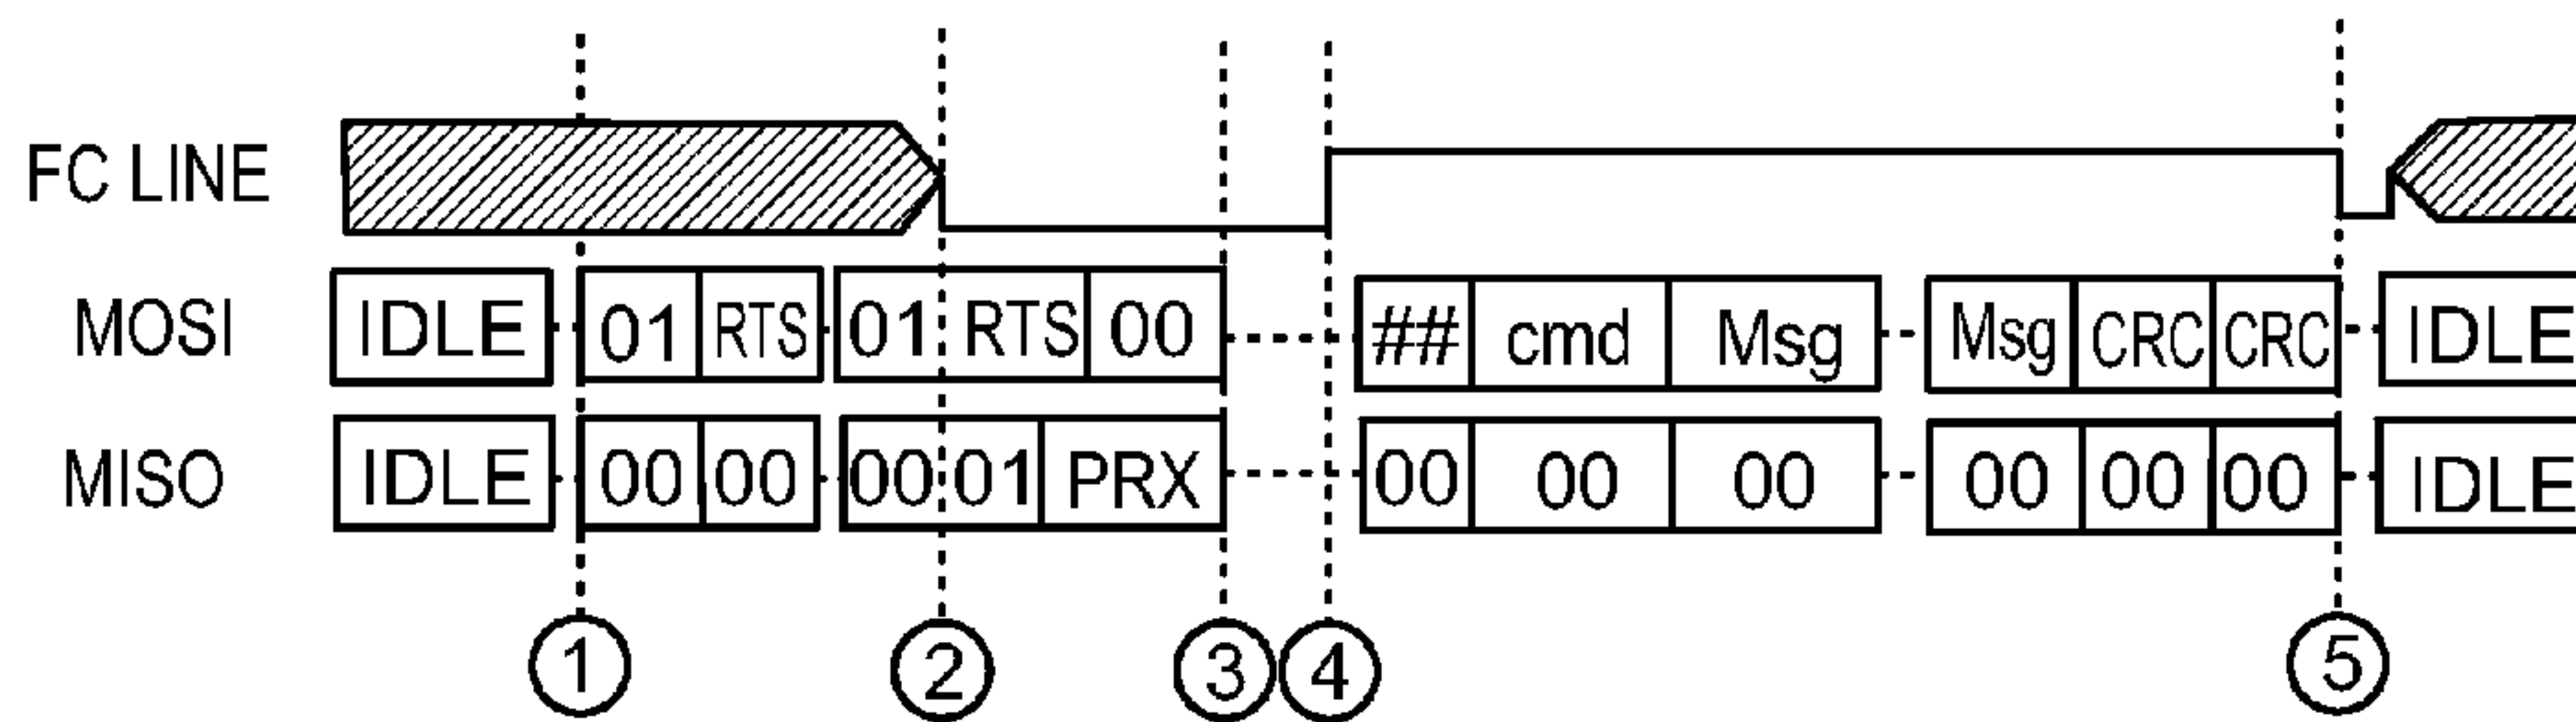 FC LINE
MOSI IDLE 01 RTS 01 RTS 00 ## cmd Msg Msg CRC CRC IDLE
MISO IDLE 00 00 00 01 PRX 00 00 00 00 00 00 IDLE
1 2 3 4 5